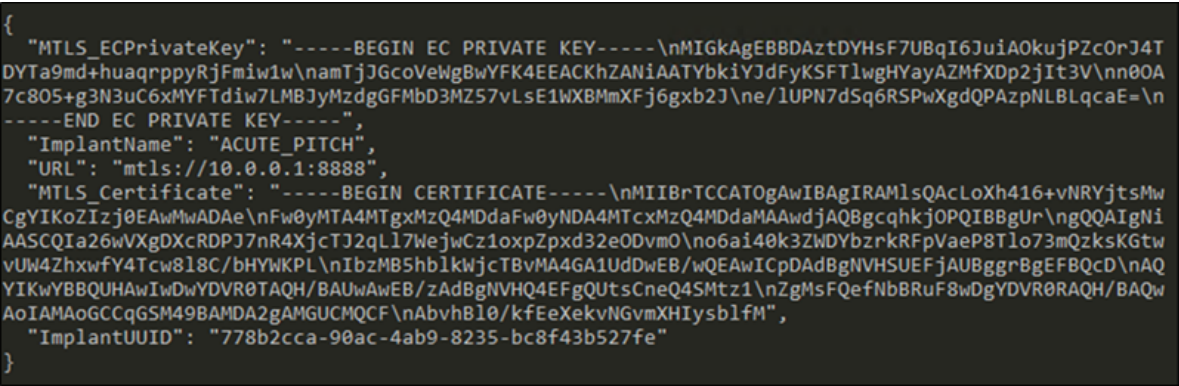 {
  "MTLS_ECPrivateKey": "-----BEGIN EC PRIVATE KEY-----\nMIGkAgEBBDAztDYHsF7UBqI6JuiAOkujPZcOrJ4T
DYTa9md+huaqrppyRjFmiw1w\namTjJGcoVeWgBwYFK4EEACKhZANiAATYbkiYJdFyKSFTlwgHYayAZMfXDp2jIt3V\nn0OA
7c8O5+g3N3uC6xMYFTdiw7LMBJyMzdgGFMbD3MZ57vLsE1WXBMmXFj6gxb2J\ne/lUPN7dSq6RSPwXgdQPAzpNLBLqcaE=\n
-----END EC PRIVATE KEY-----",
  "ImplantName": "ACUTE_PITCH",
  "URL": "mtls://10.0.0.1:8888",
  "MTLS_Certificate": "-----BEGIN CERTIFICATE-----\nMIIBrTCCATOgAwIBAgIRAMlsQAcLoXh416+vNRYjtsMw
CgYIKoZIzj0EAwMwADAe\nFw0yMTA4MTgxMzQ4MDdaFw0yNDA4MTcxMzQ4MDdaMAAwdjAQBgcqhkjOPQIBBgUr\ngQQAIgNi
AASCQIa26wVXgDXcRDPJ7nR4XjcTJ2qLl7WejwCz1oxpZpxd32eODvmO\no6ai40k3ZWDYbzrkRFpVaeP8Tlo73mQzksKGtw
vUW4ZhxwfY4Tcw8l8C/bHYWKPL\nIbzMB5hblkWjcTBvMA4GA1UdDwEB/wQEAwICpDAdBgNVHSUEFjAUBggrBgEFBQcD\nAQ
YIKwYBBQUHAwIwDwYDVR0TAQH/BAUwAwEB/zAdBgNVHQ4EFgQUtsCneQ4SMtz1\nZgMsFQefNbBRuF8wDgYDVR0RAQH/BAQw
AoIAMAoGCCqGSM49BAMDA2gAMGUCMQCF\nAbvhBl0/kfEeXekvNGvmXHIysblfM",
  "ImplantUUID": "778b2cca-90ac-4ab9-8235-bc8f43b527fe"
}